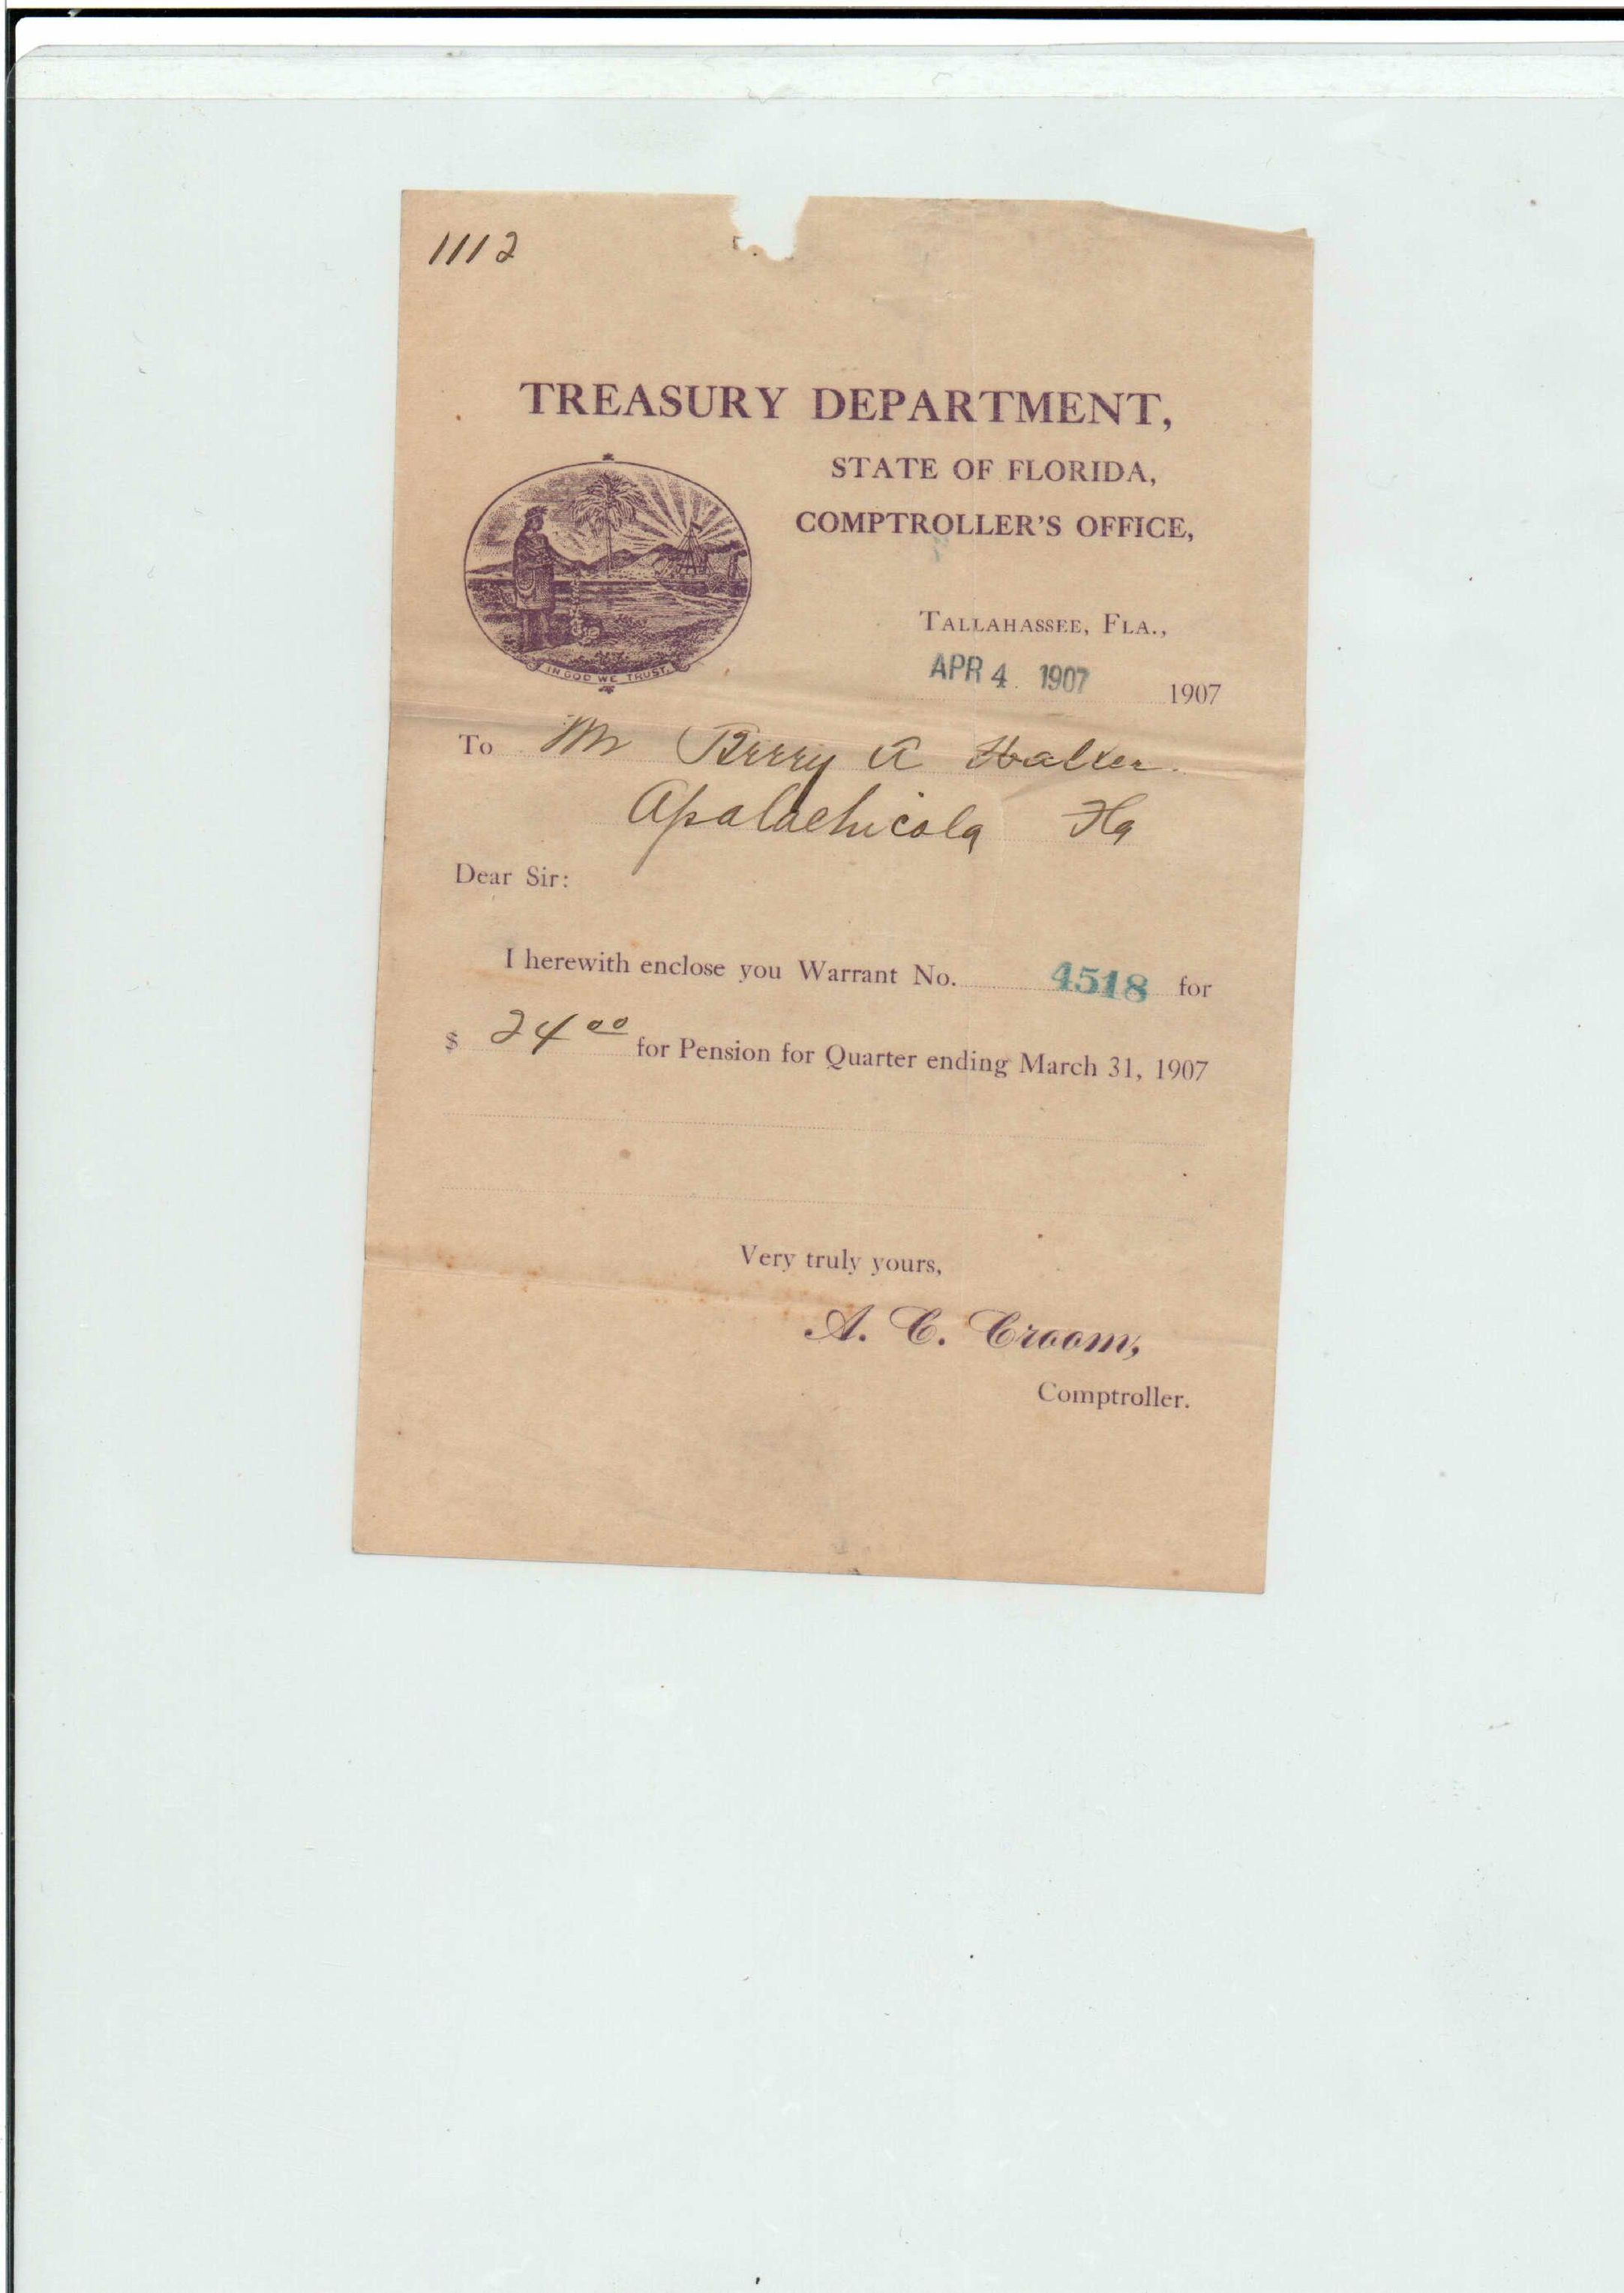 1112
TREASURY DEPARTMENT,
STATE OF FLORIDA,
COMPTROLLER'S OFFICE,
IN GOD WE TRUST.
TALLAHASSEE, FLA.,
APR 4 1907 1907
To Mr Berry A
Apalachicola Fla
Dear Sir:
I herewith enclose you Warrant No. 4518 for
$ 24 00 for Pension for Quarter ending March 31, 1907
Very truly yours,
A. C. Croom,
Comptroller.